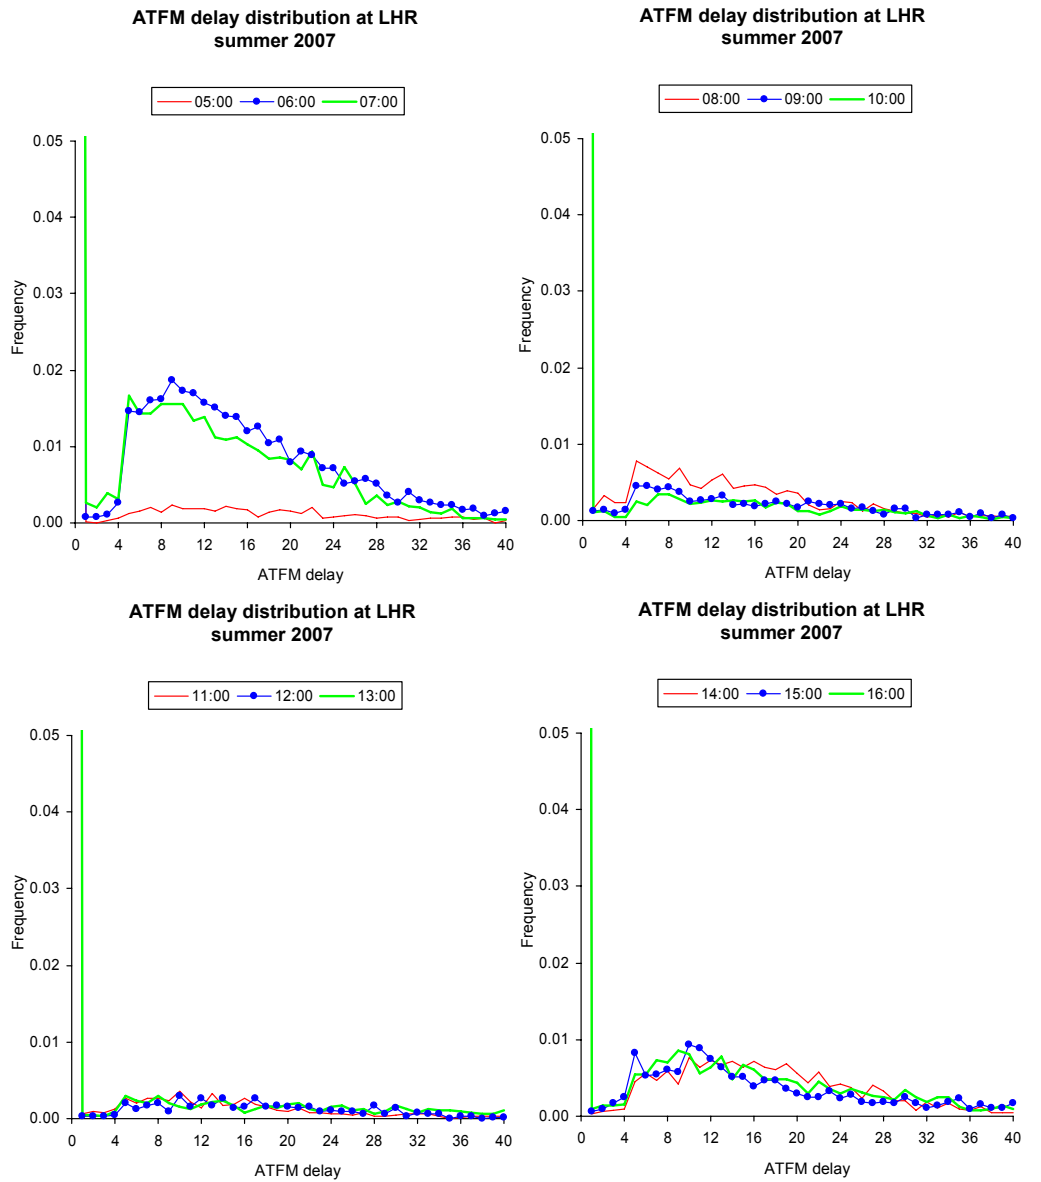 ATFM delay distribution at LHR
summer 2007
05:00 06:00 07:00
0.05
0.04
0.03
0.02
0.01
0.00
Frequency
0 4 8 12 16 20 24 28 32 36 40
ATFM delay
ATFM delay distribution at LHR
summer 2007
08:00 09:00 10:00
0.05
0.04
0.03
0.02
0.01
0.00
Frequency
0 4 8 12 16 20 24 28 32 36 40
ATFM delay
ATFM delay distribution at LHR
summer 2007
11:00 12:00 13:00
0.05
0.04
0.03
0.02
0.01
0.00
Frequency
0 4 8 12 16 20 24 28 32 36 40
ATFM delay
ATFM delay distribution at LHR
summer 2007
14:00 15:00 16:00
0.05
0.04
0.03
0.02
0.01
0.00
Frequency
0 4 8 12 16 20 24 28 32 36 40
ATFM delay